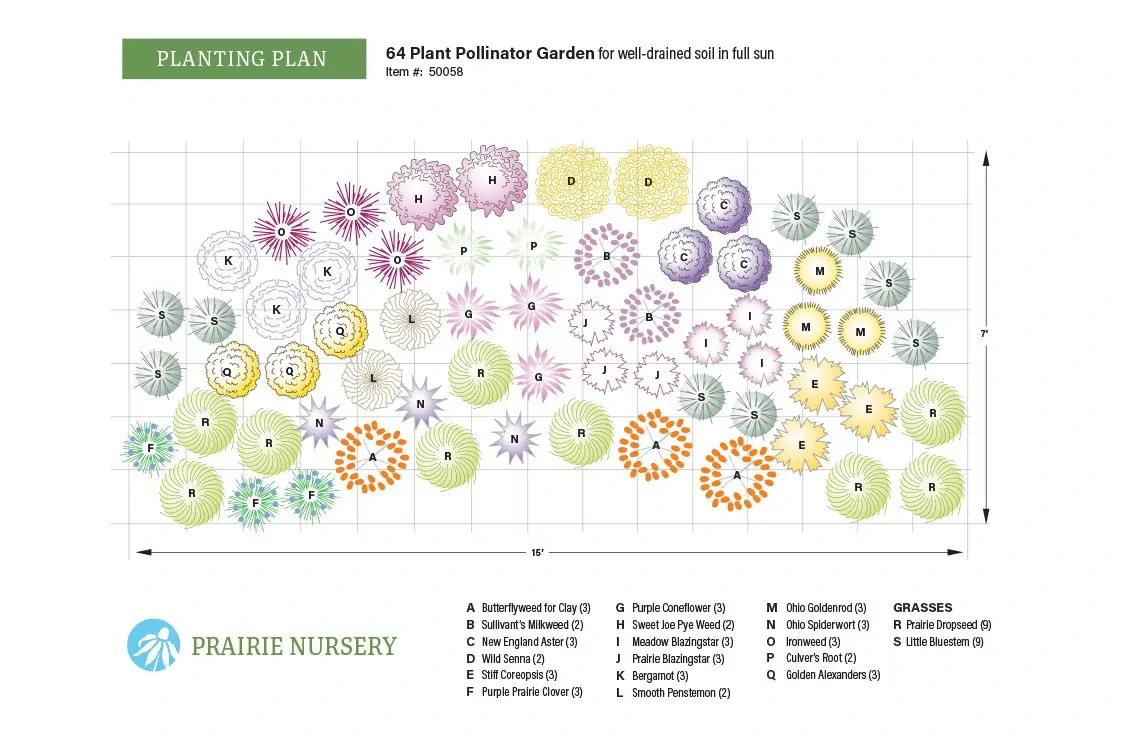 PLANTING PLAN
64 Plant Pollinator Garden for well-drained soil in full sun
Item #: 50058
H H D D C
O O S S
K K O P P B C C M S
K L G G J B I M M S
S S Q I I
S Q Q L R G J J E
N S S E R
R R N A R N R A E
F A
R F F R R
7'
15'
PRAIRIE NURSERY
A Butterflyweed for Clay (3)
B Sullivant's Milkweed (2)
C New England Aster (3)
D Wild Senna (2)
E Stiff Coreopsis (3)
F Purple Prairie Clover (3)
G Purple Coneflower (3)
H Sweet Joe Pye Weed (2)
I Meadow Blazingstar (3)
J Prairie Blazingstar (3)
K Bergamot (3)
L Smooth Penstemon (2)
M Ohio Goldenrod (3)
N Ohio Spiderwort (3)
O Ironweed (3)
P Culver's Root (2)
Q Golden Alexanders (3)
GRASSES
R Prairie Dropseed (9)
S Little Bluestem (9)